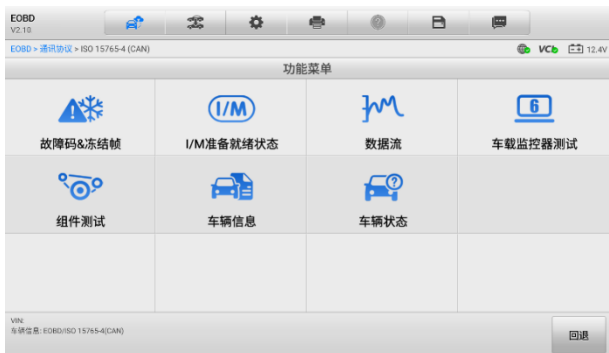 EOBD
V2.10
EOBD > 通讯协议 > ISO 15765-4 (CAN)
VCb 12.4V
功能菜单
I/M
6
故障码&冻结帧
I/M准备就绪状态
数据流
车载监控器测试
组件测试
车辆信息
车辆状态
VIN:
车辆信息: EOBD/ISO 15765-4(CAN)
回退